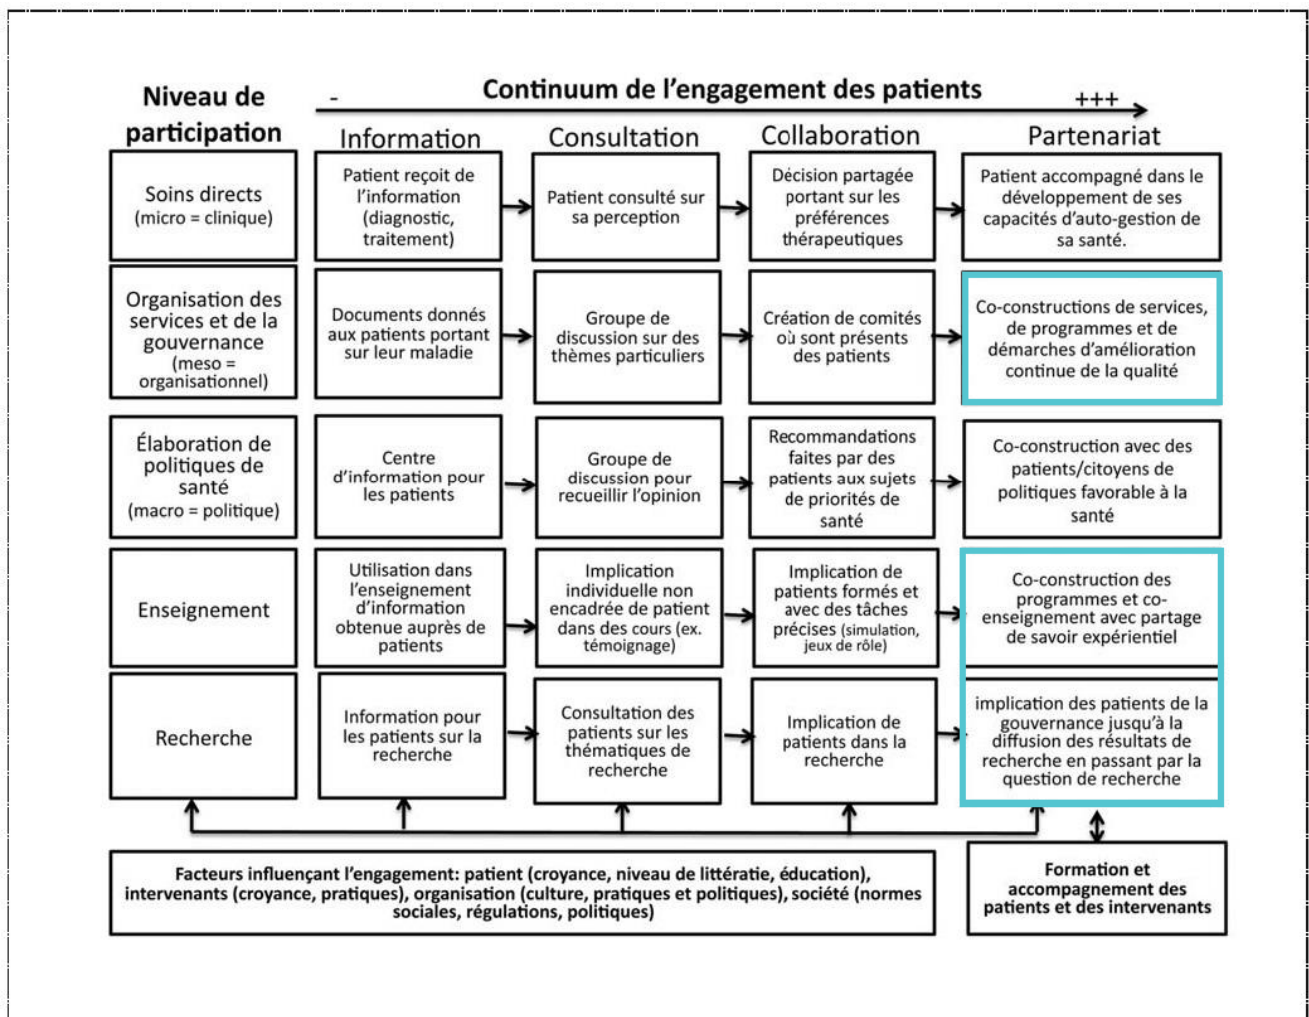 Continuum de l'engagement des patients
-
+++
Niveau de
participation
Information
Consultation
Collaboration
Partenariat
Soins directs
(micro = clinique)
Patient reçoit de
l'information
(diagnostic,
traitement)
Patient consulté sur
sa perception
Décision partagée
portant sur les
préférences
thérapeutiques
Patient accompagné dans le
développement de ses
capacités d'auto-gestion de
sa santé.
Organisation des
services et de la
gouvernance
(meso =
organisationnel)
Documents donnés
aux patients portant
sur leur maladie
Groupe de
discussion sur des
thèmes particuliers
Création de comités
où sont présents
des patients
Co-constructions de services,
de programmes et de
démarches d'amélioration
continue de la qualité
Élaboration de
politiques de
santé
(macro = politique)
Centre
d'information pour
les patients
Groupe de
discussion pour
recueillir l'opinion
Recommandations
faites par des
patients aux sujets
de priorités de
santé
Co-construction avec des
patients/citoyens de
politiques favorable à la
santé
Enseignement
Utilisation dans
l'enseignement
d'information
obtenue auprès de
patients
Implication
individuelle non
encadrée de patient
dans des cours (ex.
témoignage)
Implication de
patients formés et
avec des tâches
précises (simulation,
jeux de rôle)
Co-construction des
programmes et co-
enseignement avec partage
de savoir expérientiel
Recherche
Information pour
les patients sur la
recherche
Consultation des
patients sur les
thématiques de
recherche
Implication de
patients dans la
recherche
implication des patients de la
gouvernance jusqu'à la
diffusion des résultats de
recherche en passant par la
question de recherche
Facteurs influençant l'engagement: patient (croyance, niveau de littératie, éducation),
intervenants (croyance, pratiques), organisation (culture, pratiques et politiques), société (normes
sociales, régulations, politiques)
Formation et
accompagnement des
patients et des intervenants